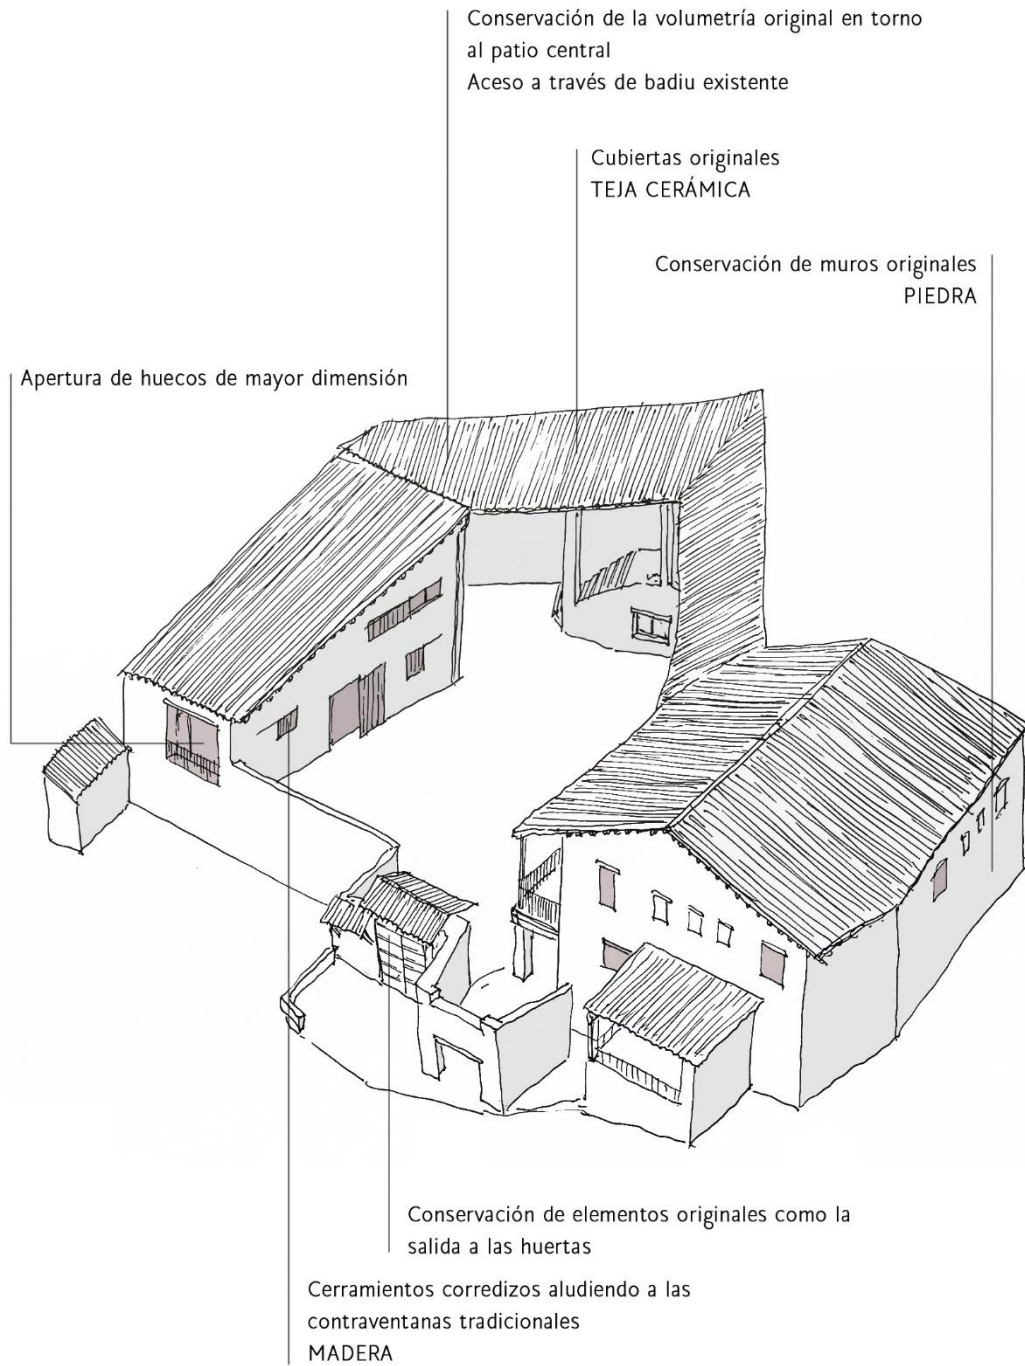 Conservación de la volumetría original en torno
al patio central
Aceso a través de badiu existente
Cubiertas originales
TEJA CERÁMICA
Conservación de muros originales
PIEDRA
Apertura de huecos de mayor dimensión
Conservación de elementos originales como la
salida a las huertas
Cerramientos corredizos aludiendo a las
contraventanas tradicionales
MADERA